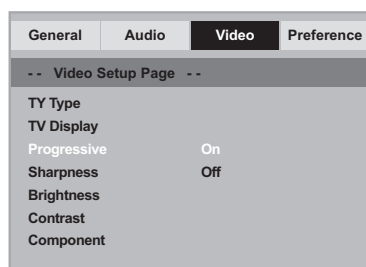 General Audio Video Preference
-- Video Setup Page --
TY Type
TV Display
Progressive On
Sharpness Off
Brightness
Contrast
Component